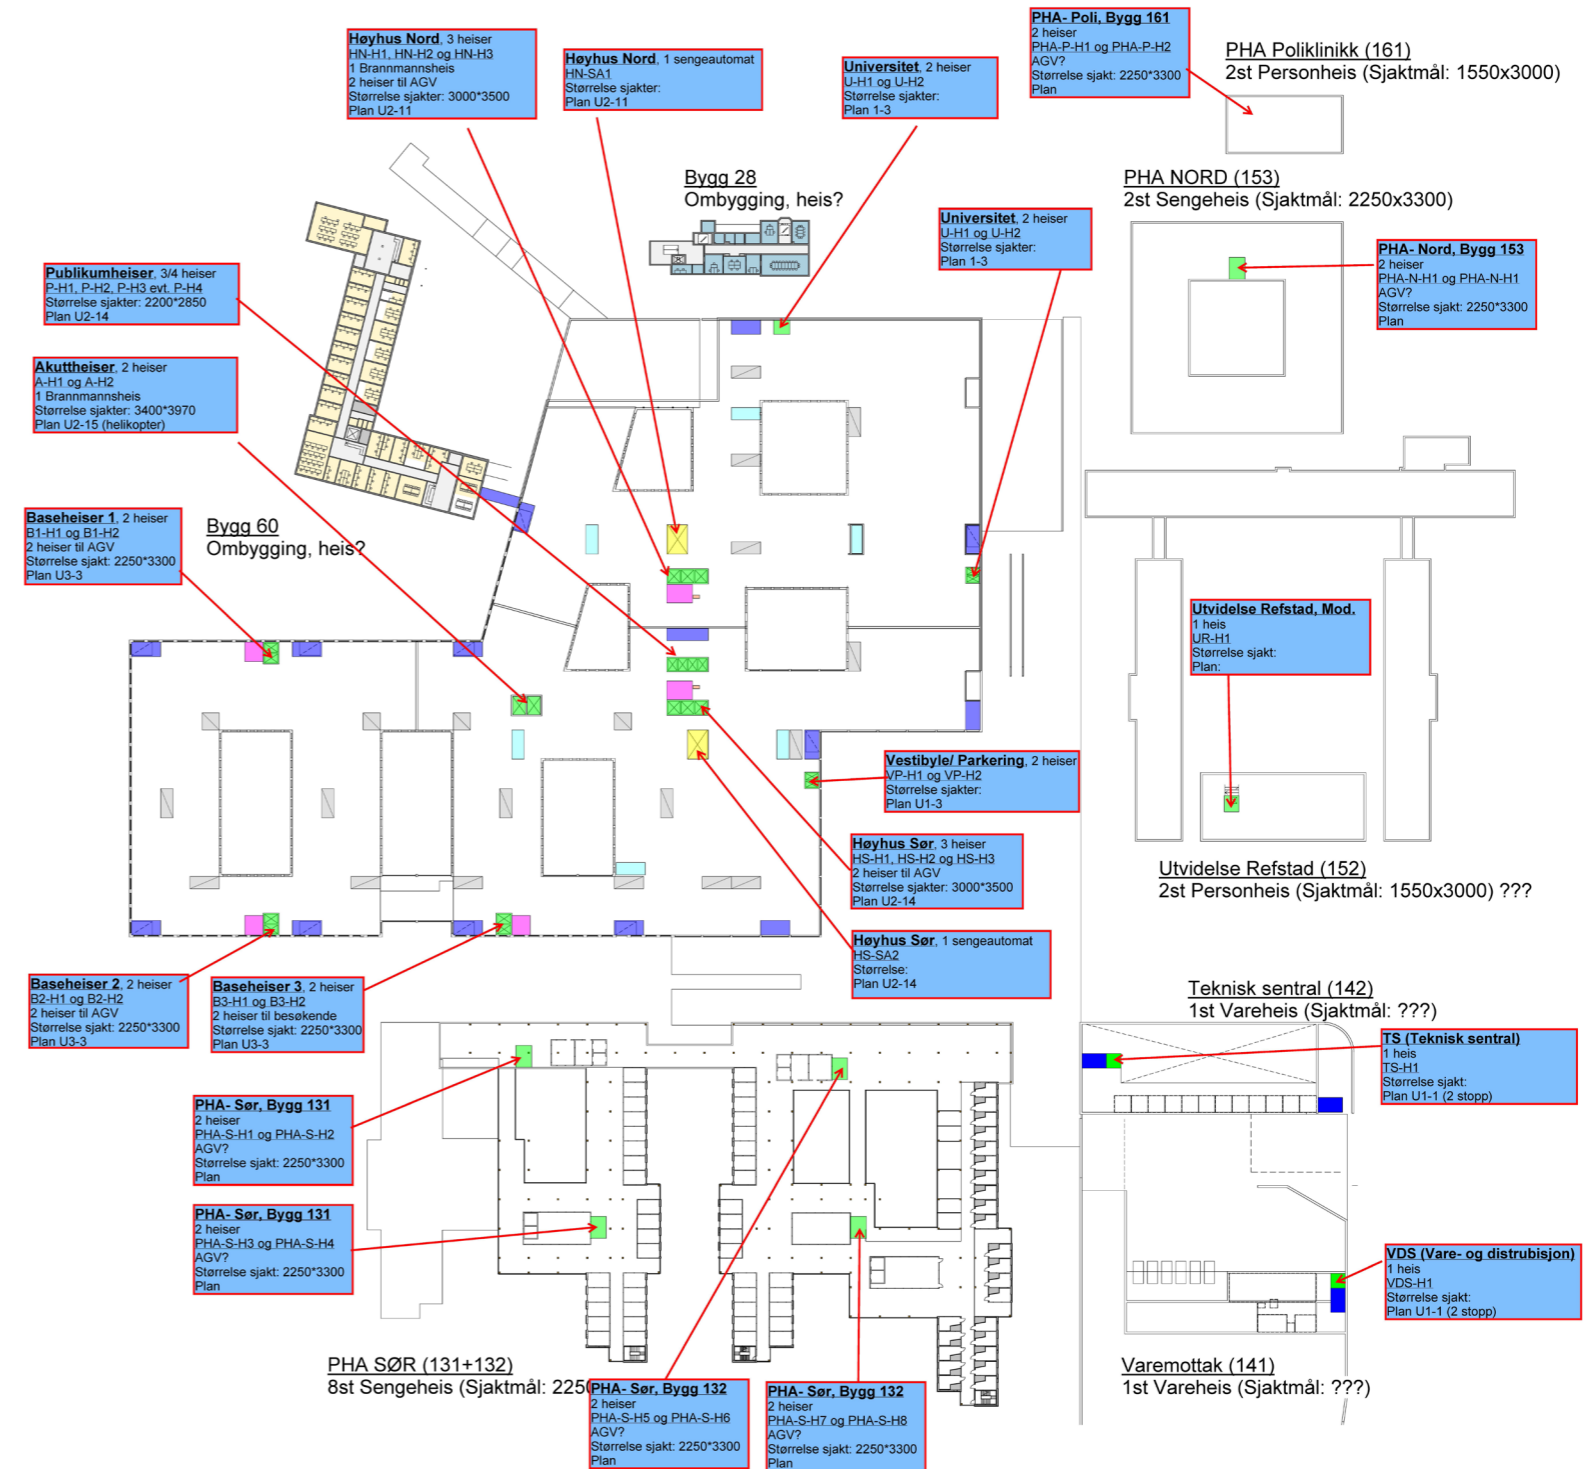 Høyhus Nord, 3 heiser
HN-H1, HN-H2 og HN-H3
1 Brannmannsheis
2 heiser til AGV
Størrelse sjakter: 3000*3500
Plan U2-11
Høyhus Nord, 1 sengeautomat
HN-SA1
Størrelse sjakter:
Plan U2-11
Universitet, 2 heiser
U-H1 og U-H2
Størrelse sjakter:
Plan 1-3
PHA- Poli, Bygg 161
2 heiser
PHA-P-H1 og PHA-P-H2
AGV?
Størrelse sjakt: 2250*3300
Plan
PHA Poliklinikk (161)
2st Personheis (Sjaktmål: 1550x3000)
Bygg 28
Ombygging, heis?
PHA NORD (153)
2st Sengeheis (Sjaktmål: 2250x3300)
Universitet, 2 heiser
U-H1 og U-H2
Størrelse sjakter:
Plan 1-3
PHA- Nord, Bygg 153
2 heiser
PHA-N-H1 og PHA-N-H1
AGV?
Størrelse sjakt: 2250*3300
Plan
Publikumheiser, 3/4 heiser
P-H1, P-H2, P-H3 evt. P-H4
Størrelse sjakter: 2200*2850
Plan U2-14
Akuttheiser, 2 heiser
A-H1 og A-H2
1 Brannmannsheis
Størrelse sjakter: 3400*3970
Plan U2-15 (helikopter)
Baseheiser 1, 2 heiser
B1-H1 og B1-H2
2 heiser til AGV
Størrelse sjakt: 2250*3300
Plan U3-3
Bygg 60
Ombygging, heis?
Utvidelse Refstad, Mod.
1 heis
UR-H1
Størrelse sjakt:
Plan:
Vestibyle/ Parkering, 2 heiser
VP-H1 og VP-H2
Størrelse sjakter:
Plan U1-3
Høyhus Sør, 3 heiser
HS-H1, HS-H2 og HS-H3
2 heiser til AGV
Størrelse sjakter: 3000*3500
Plan U2-14
Utvidelse Refstad (152)
2st Personheis (Sjaktmål: 1550x3000) ???
Høyhus Sør, 1 sengeautomat
HS-SA2
Størrelse:
Plan U2-14
Baseheiser 2, 2 heiser
B2-H1 og B2-H2
2 heiser til AGV
Størrelse sjakt: 2250*3300
Plan U3-3
Baseheiser 3, 2 heiser
B3-H1 og B3-H2
2 heiser til besøkende
Størrelse sjakt: 2250*3300
Plan U3-3
Teknisk sentral (142)
1st Vareheis (Sjaktmål: ???)
TS (Teknisk sentral)
1 heis
TS-H1
Størrelse sjakt:
Plan U1-1 (2 stopp)
PHA- Sør, Bygg 131
2 heiser
PHA-S-H1 og PHA-S-H2
AGV?
Størrelse sjakt: 2250*3300
Plan
PHA- Sør, Bygg 131
2 heiser
PHA-S-H3 og PHA-S-H4
AGV?
Størrelse sjakt: 2250*3300
Plan
VDS (Vare- og distrubisjon)
1 heis
VDS-H1
Størrelse sjakt:
Plan U1-1 (2 stopp)
PHA SØR (131+132)
8st Sengeheis (Sjaktmål: 225
PHA- Sør, Bygg 132
2 heiser
PHA-S-H5 og PHA-S-H6
AGV?
Størrelse sjakt: 2250*3300
Plan
PHA- Sør, Bygg 132
2 heiser
PHA-S-H7 og PHA-S-H8
AGV?
Størrelse sjakt: 2250*3300
Plan
Varemottak (141)
1st Vareheis (Sjaktmål: ???)